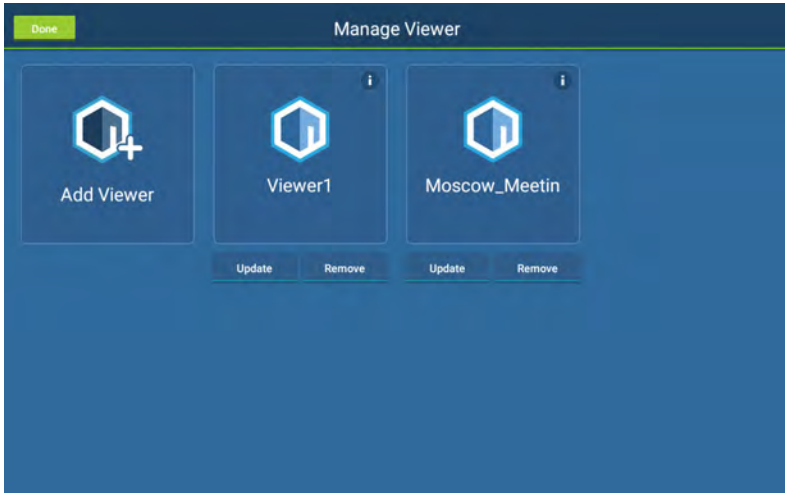 Done
Manage Viewer
Add Viewer
i
Viewer1
i
Moscow_Meetin
Update Remove
Update Remove